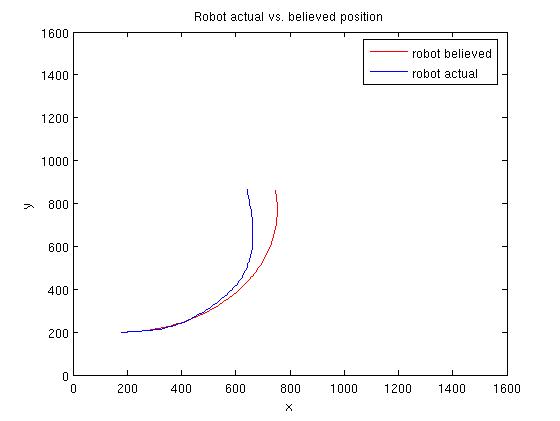 Robot actual vs. believed position
1600
1400
1200
1000
800
600
400
200
0
y
robot believed
robot actual
0 200 400 600 800 1000 1200 1400 1600
x